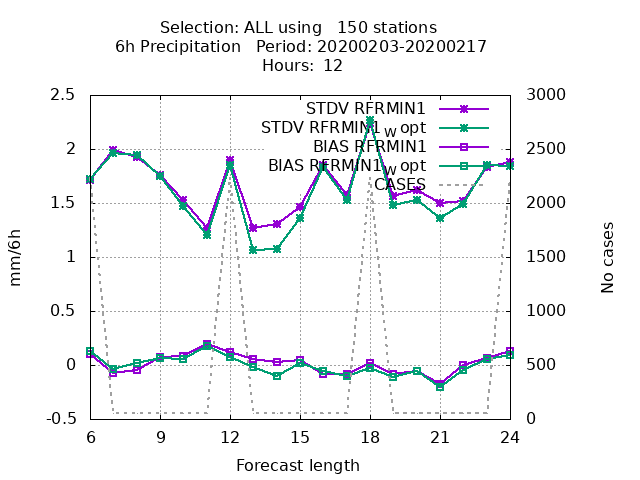 Selection: ALL using   150 stations
6h Precipitation   Period: 20200203-20200217
Hours:  12
STDV RFRMIN1
STDV RFRMIN1_W opt
BIAS RFRMIN1
BIAS RFRMIN1_W opt
CASES
2.5
2
1.5
1
0.5
0
-0.5
mm/6h
3000
2500
2000
1500
1000
500
0
No cases
6 9 12 15 18 21 24
Forecast length